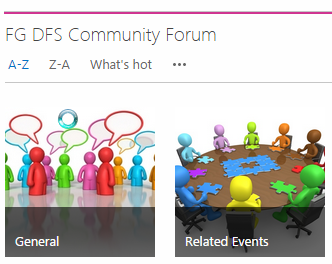 FG DFS Community Forum
A-Z Z-A What's hot •••
General Related Events